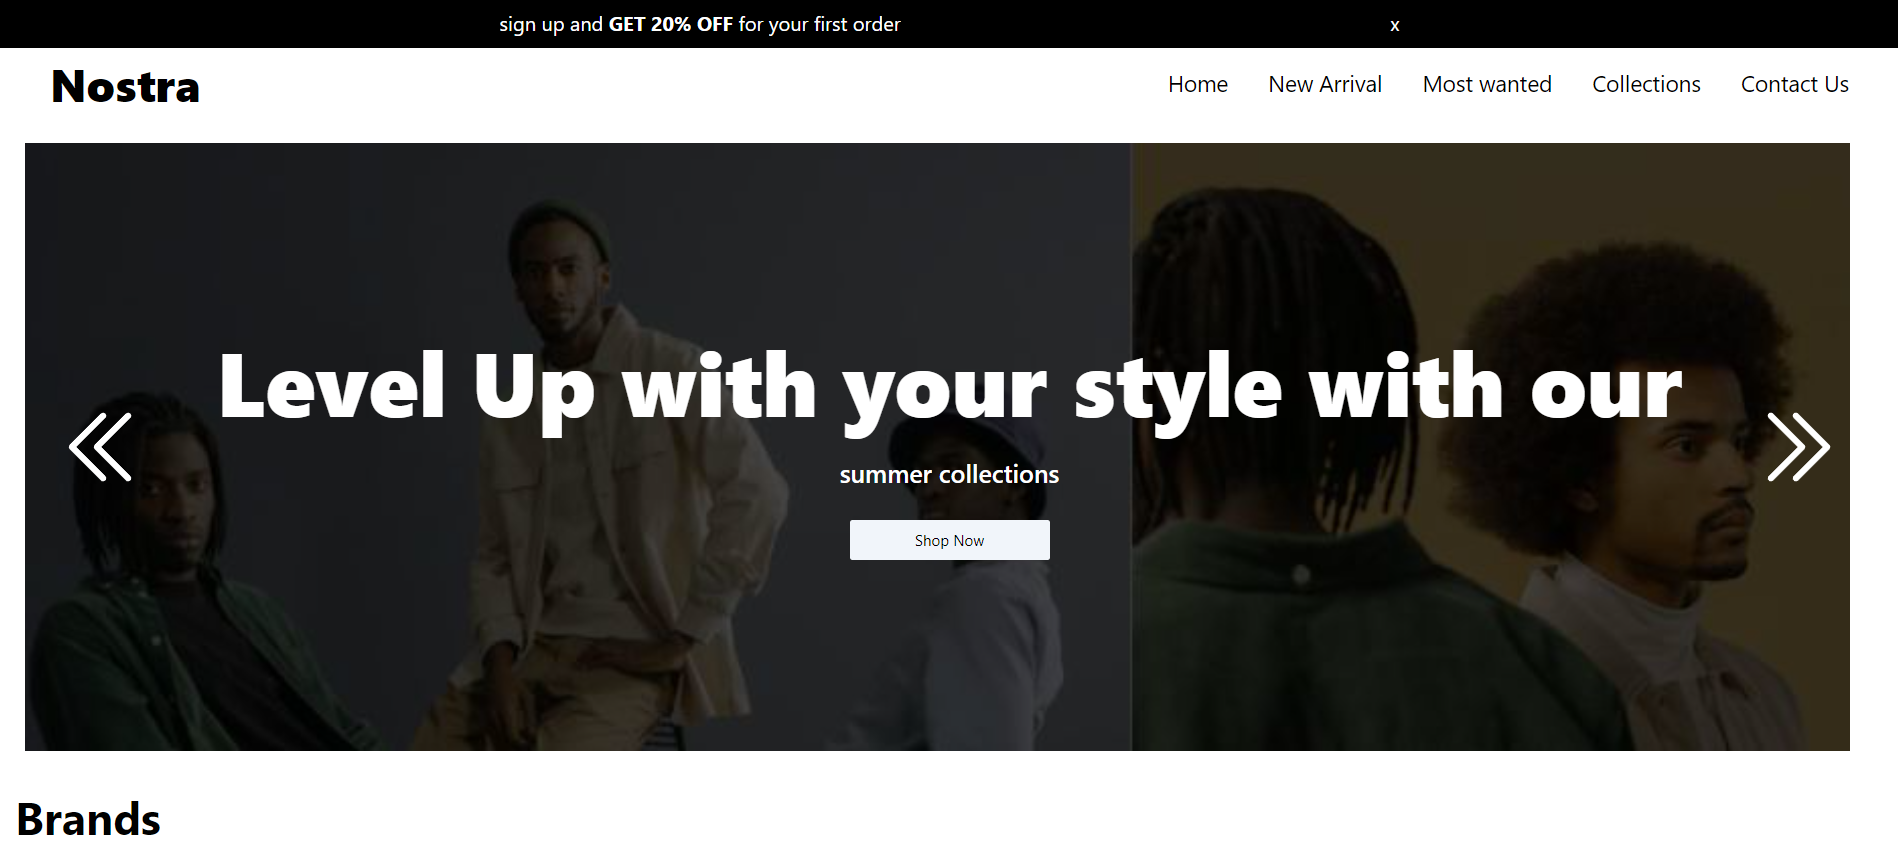 sign up and GET 20% OFF for your first order x
Nostra
Home New Arrival Most wanted Collections Contact Us
Level Up with your style with our
summer collections
Shop Now
Brands